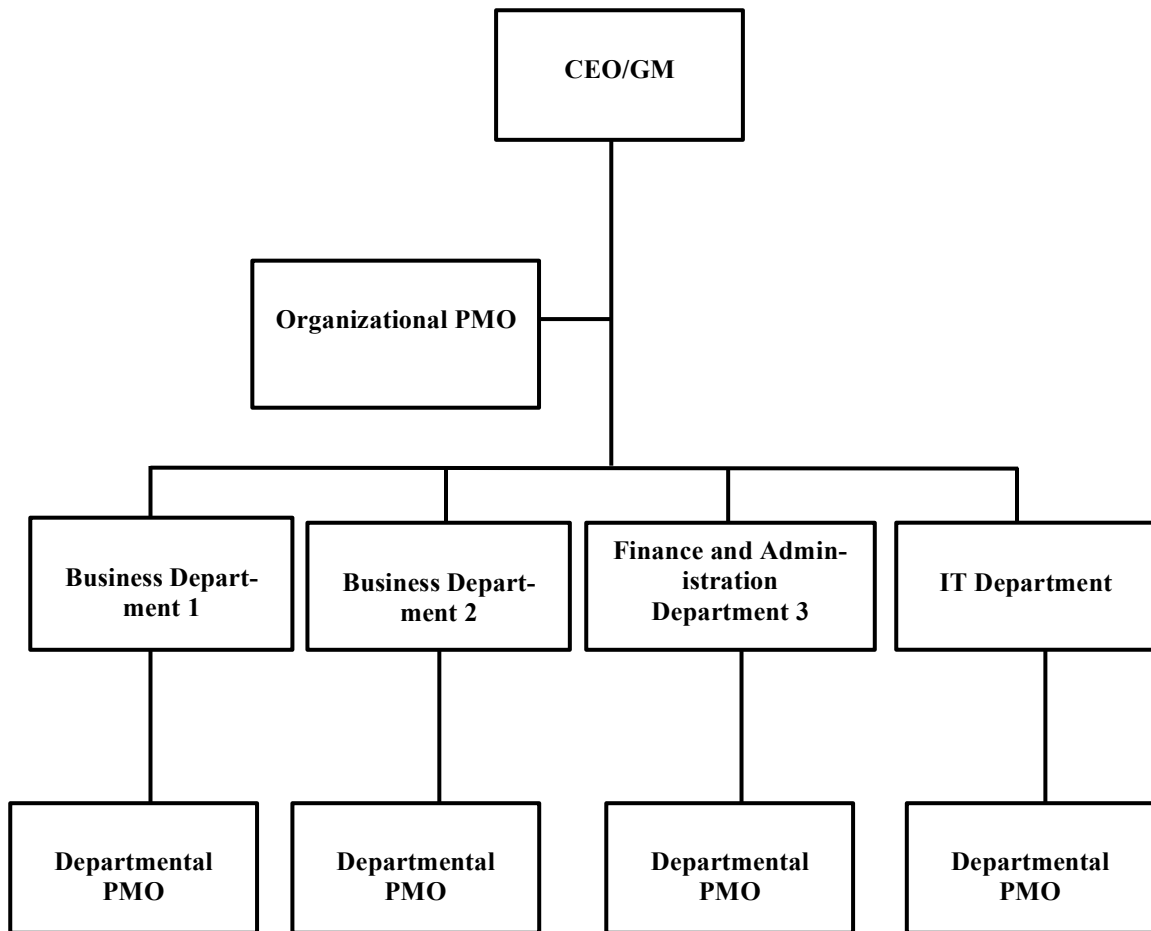 CEO/GM
Organizational PMO
Business Depart-
ment 1
Business Depart-
ment 2
Finance and Admin-
istration
Department 3
IT Department
Departmental
PMO
Departmental
PMO
Departmental
PMO
Departmental
PMO